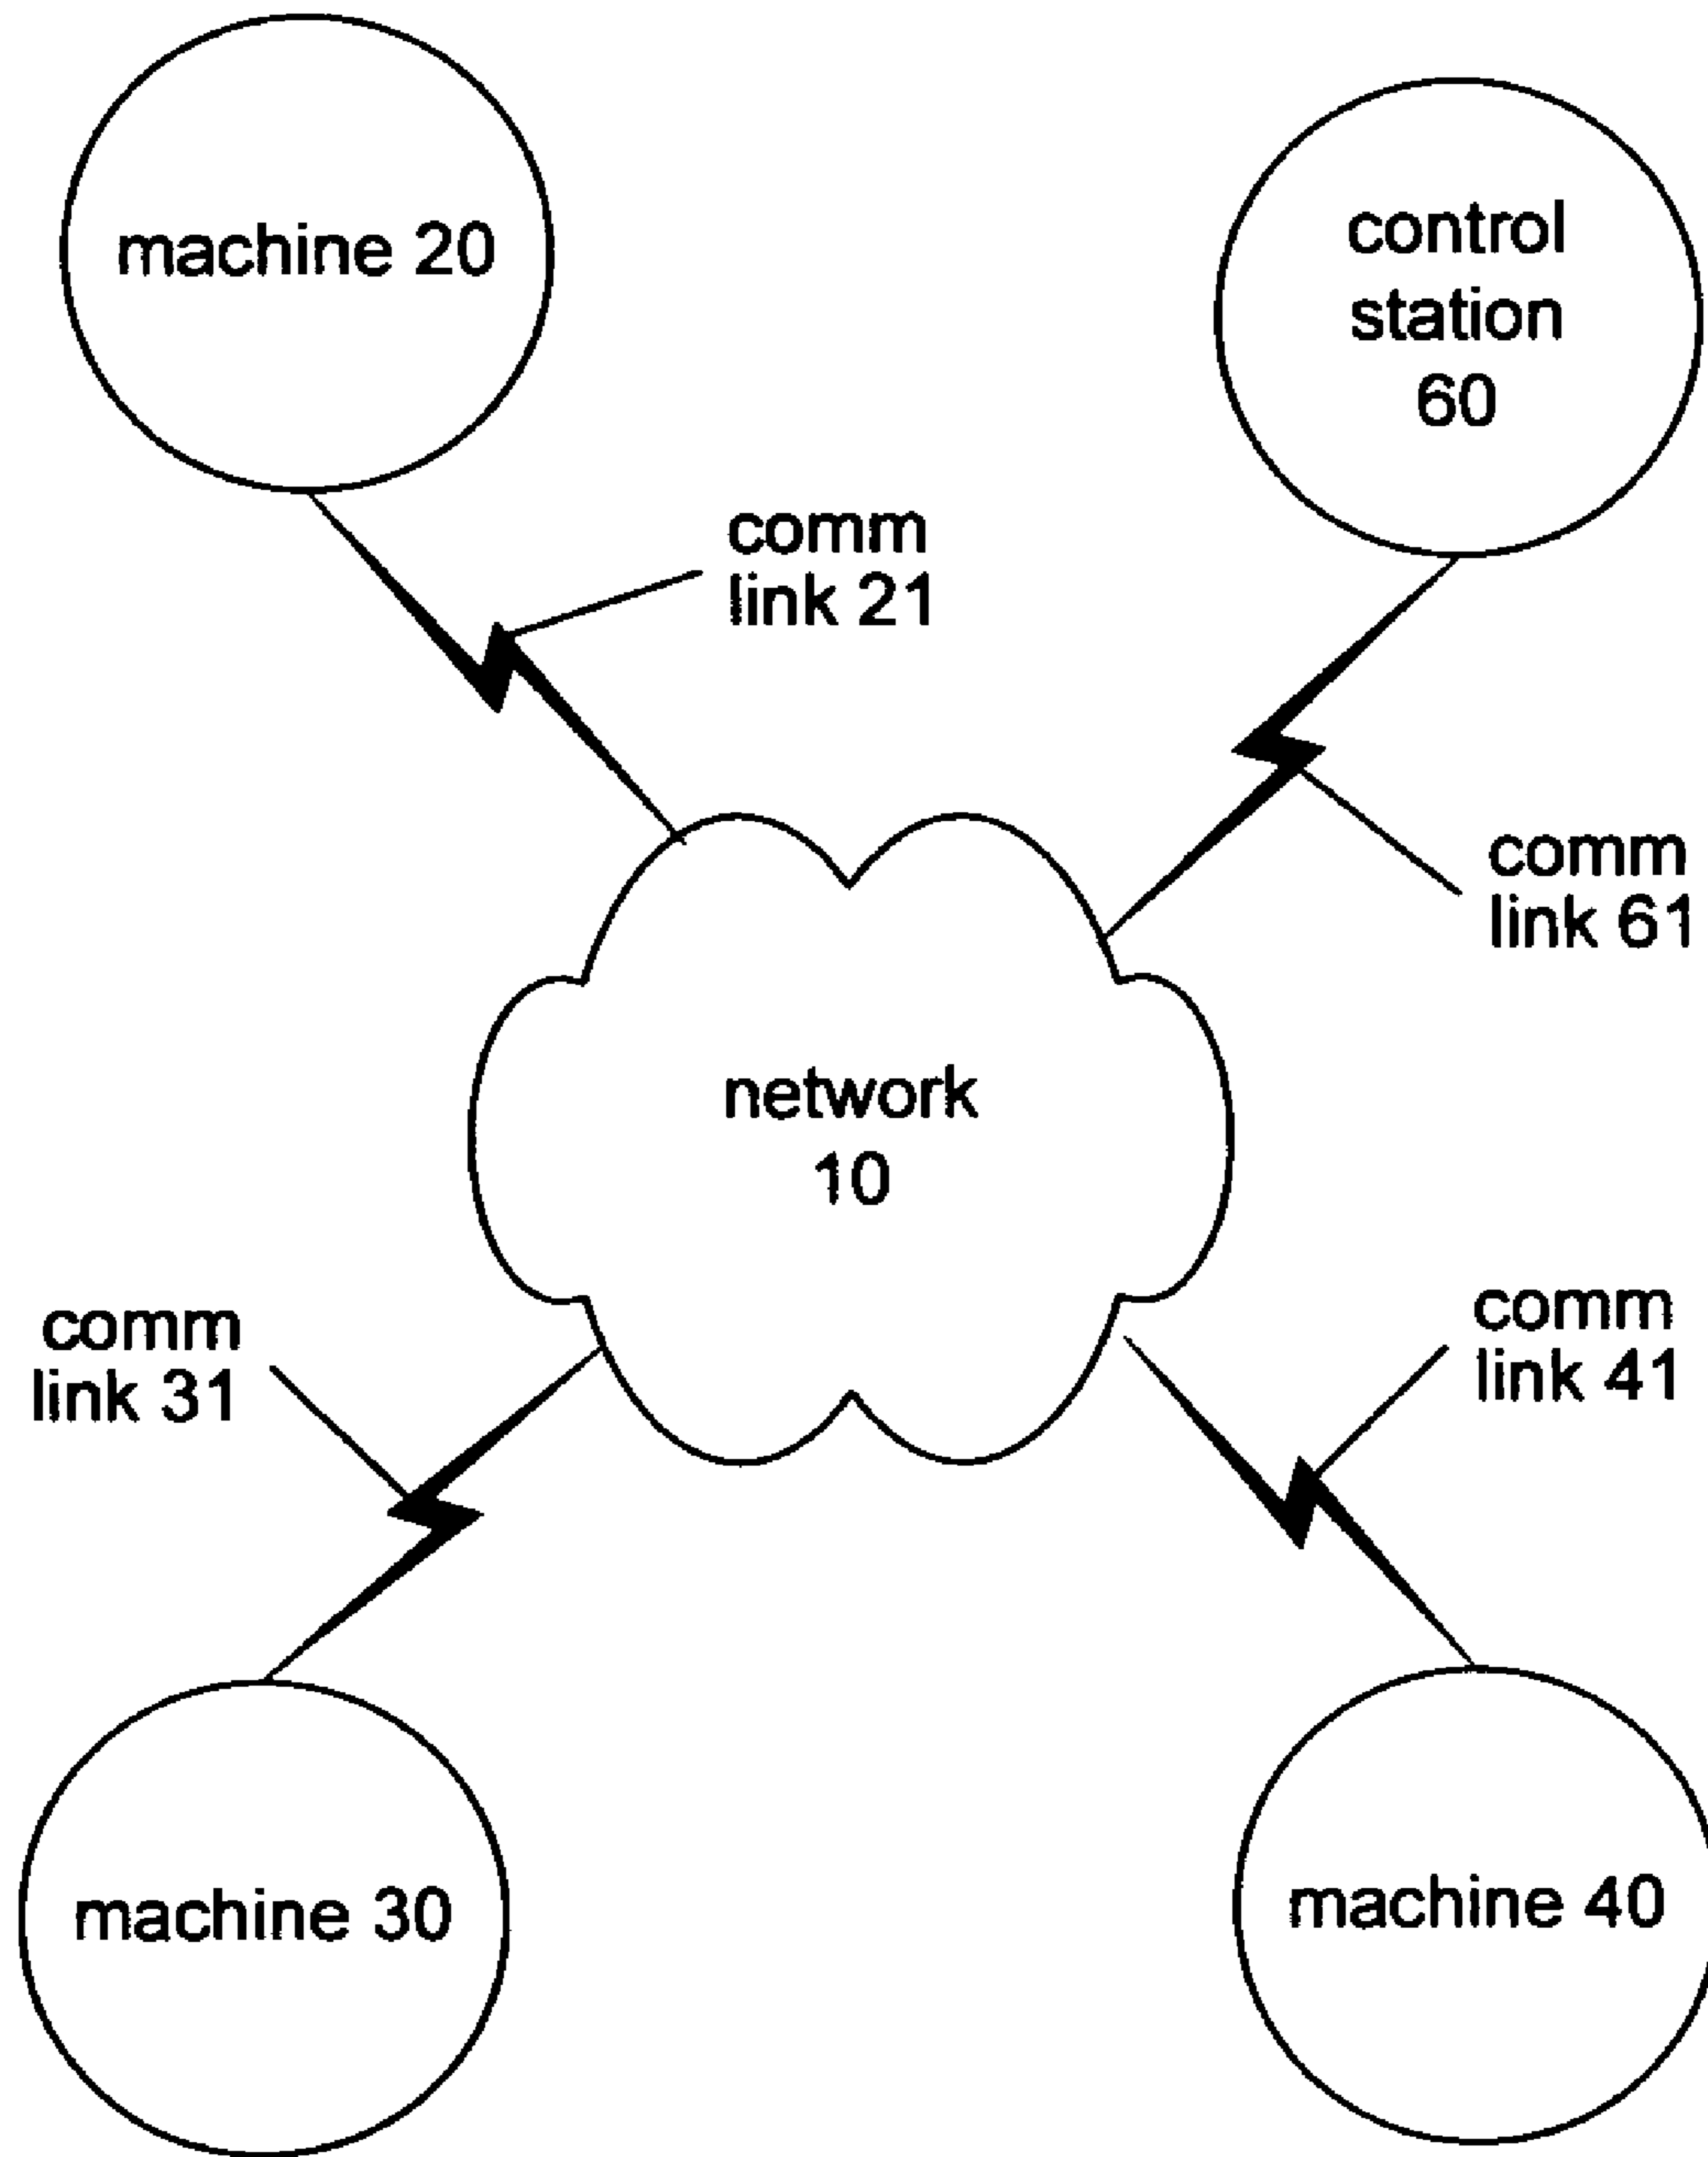 machine 20
control
station
60
comm
link 21
comm
link 61
network
10
comm
link 31
comm
link 41
machine 30
machine 40